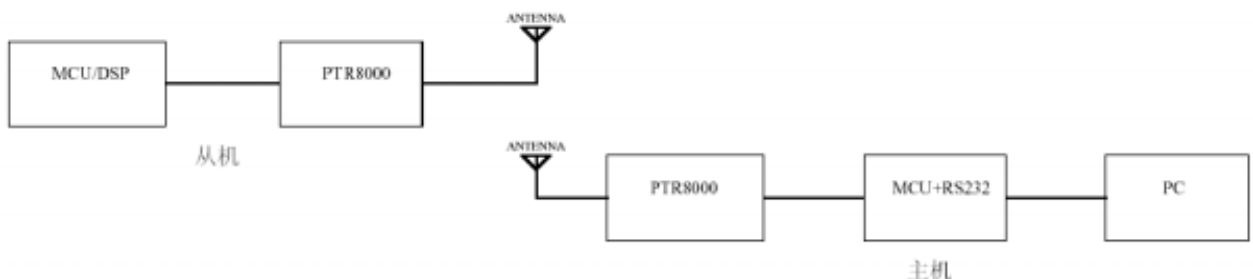 ANTENNA
MCU/DSP
PTR8000
从机
ANTENNA
PTR8000
MCU+RS232
PC
主机